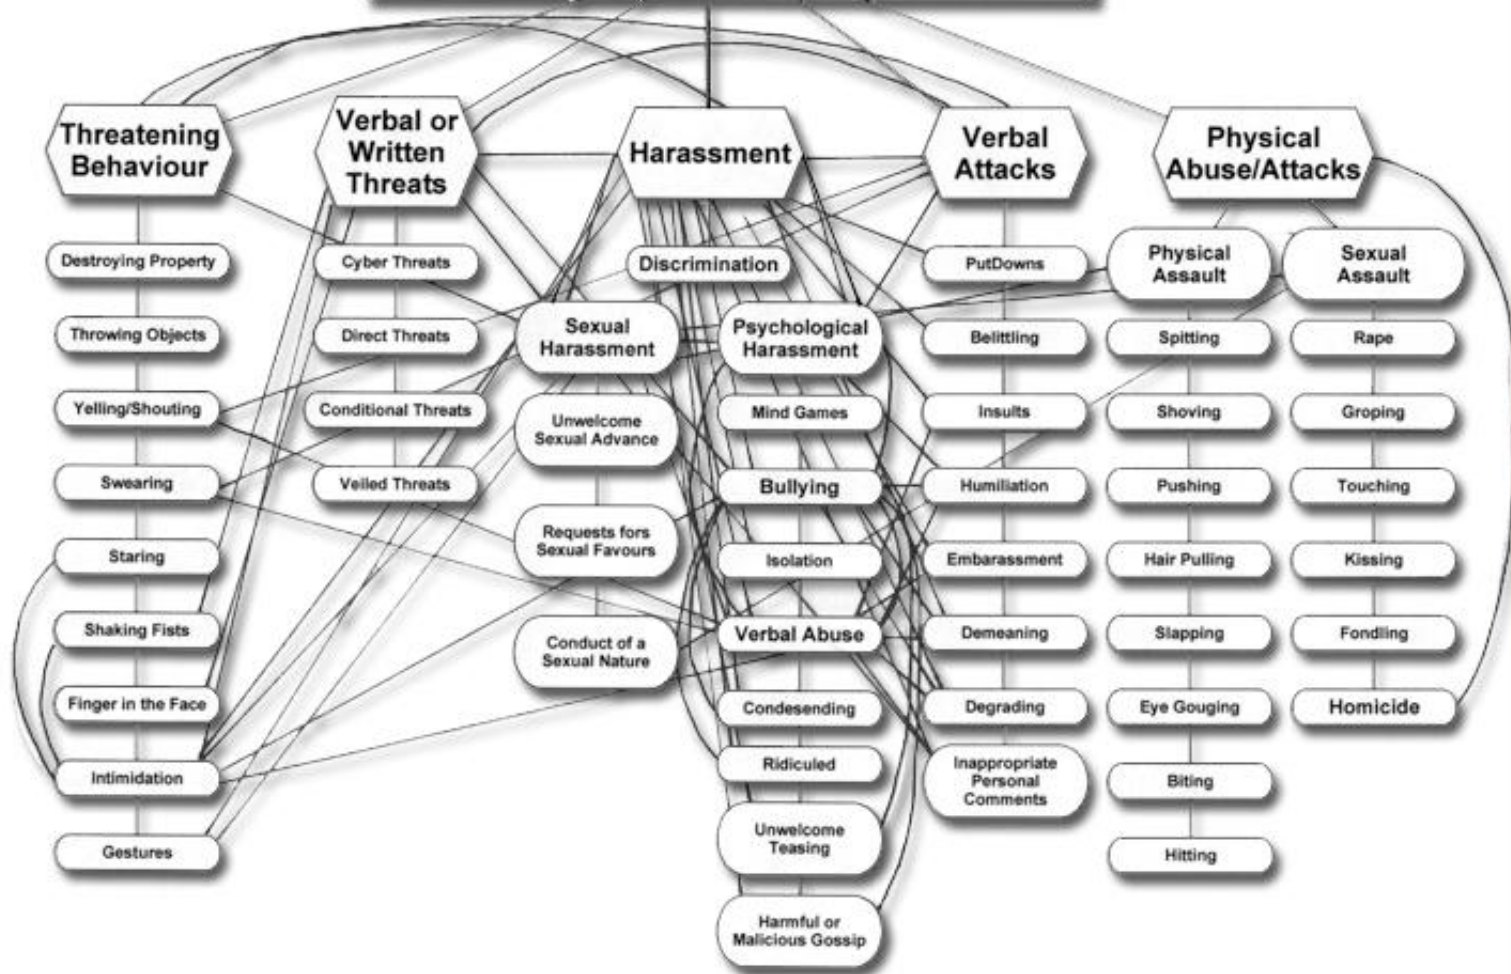 Threatening
Behaviour
Destroying Property
Throwing Objects
Yelling/Shouting
Swearing
Staring
Shaking Fists
Finger in the Face
Intimidation
Gestures
Verbal or
Written
Threats
Cyber Threats
Direct Threats
Conditional Threats
Veiled Threats
Harassment
Discrimination
Sexual
Harassment
Unwelcome
Sexual Advance
Requests fors
Sexual Favours
Conduct of a
Sexual Nature
Psychological
Harassment
Mind Games
Bullying
Isolation
Verbal Abuse
Condesending
Ridiculed
Unwelcome
Teasing
Harmful or
Malicious Gossip
Verbal
Attacks
PutDowns
Belittling
Insults
Humiliation
Embarassment
Demeaning
Degrading
Inappropriate
Personal
Comments
Physical
Abuse/Attacks
Physical
Assault
Spitting
Shoving
Pushing
Hair Pulling
Slapping
Eye Gouging
Biting
Hitting
Sexual
Assault
Rape
Groping
Touching
Kissing
Fondling
Homicide